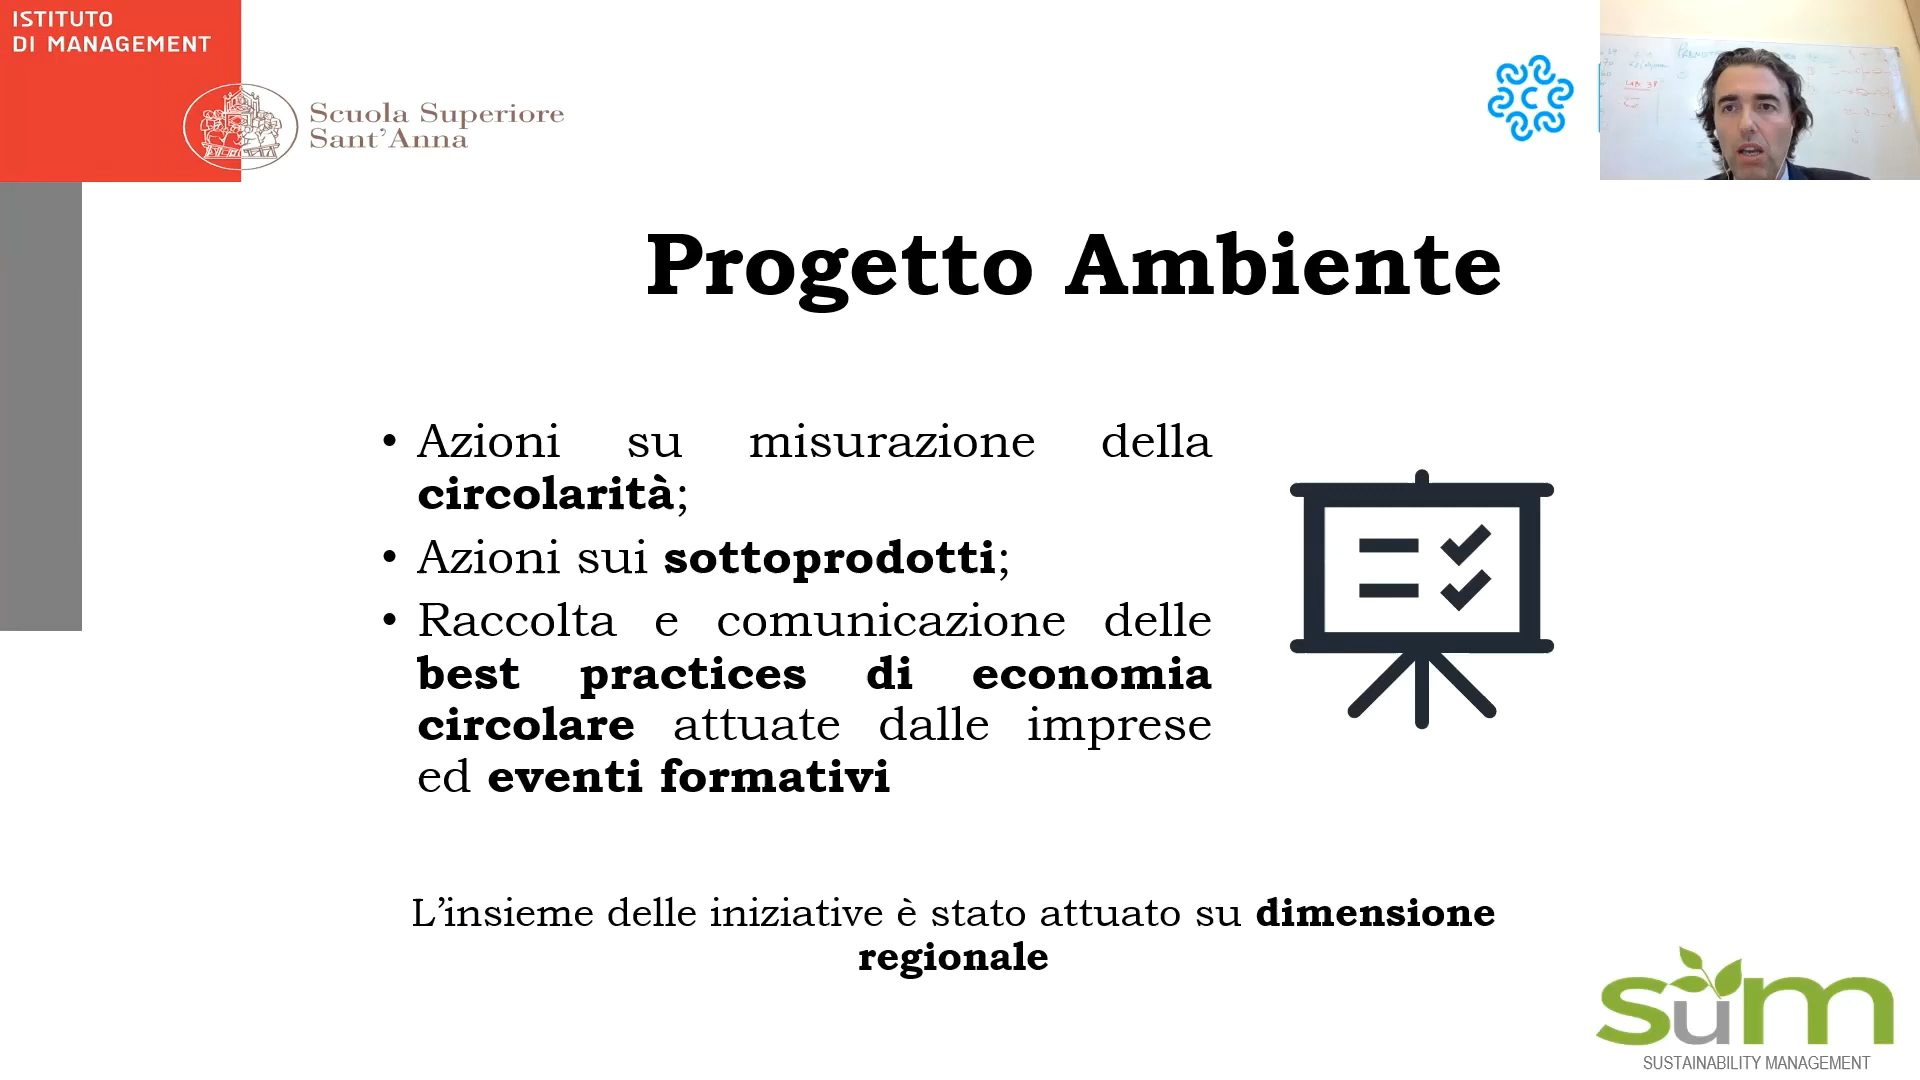 ISTITUTO
DI MANAGEMENT
Scuola Superiore
Sant'Anna
Progetto Ambiente
• Azioni su misurazione della
circolarità;
• Azioni sui sottoprodotti;
• Raccolta e comunicazione delle
best practices di economia
circolare attuate dalle imprese
ed eventi formativi
L’insieme delle iniziative è stato attuato su dimensione
regionale
sum
SUSTAINABILITY MANAGEMENT